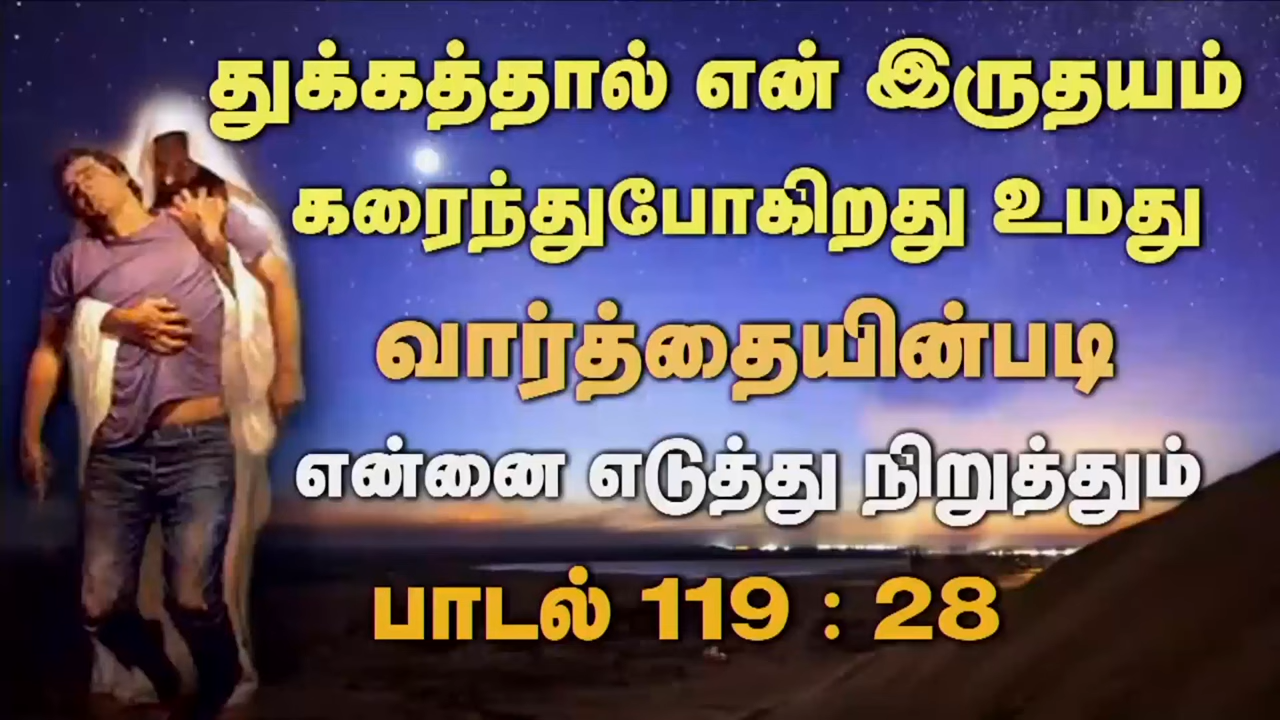 துக்கத்தால் என் இருதயம்
கரைந்துபோகிறது உமது
வார்த்தையின்படி
என்னை எடுத்து நிறுத்தும்
பாடல் 119 : 28